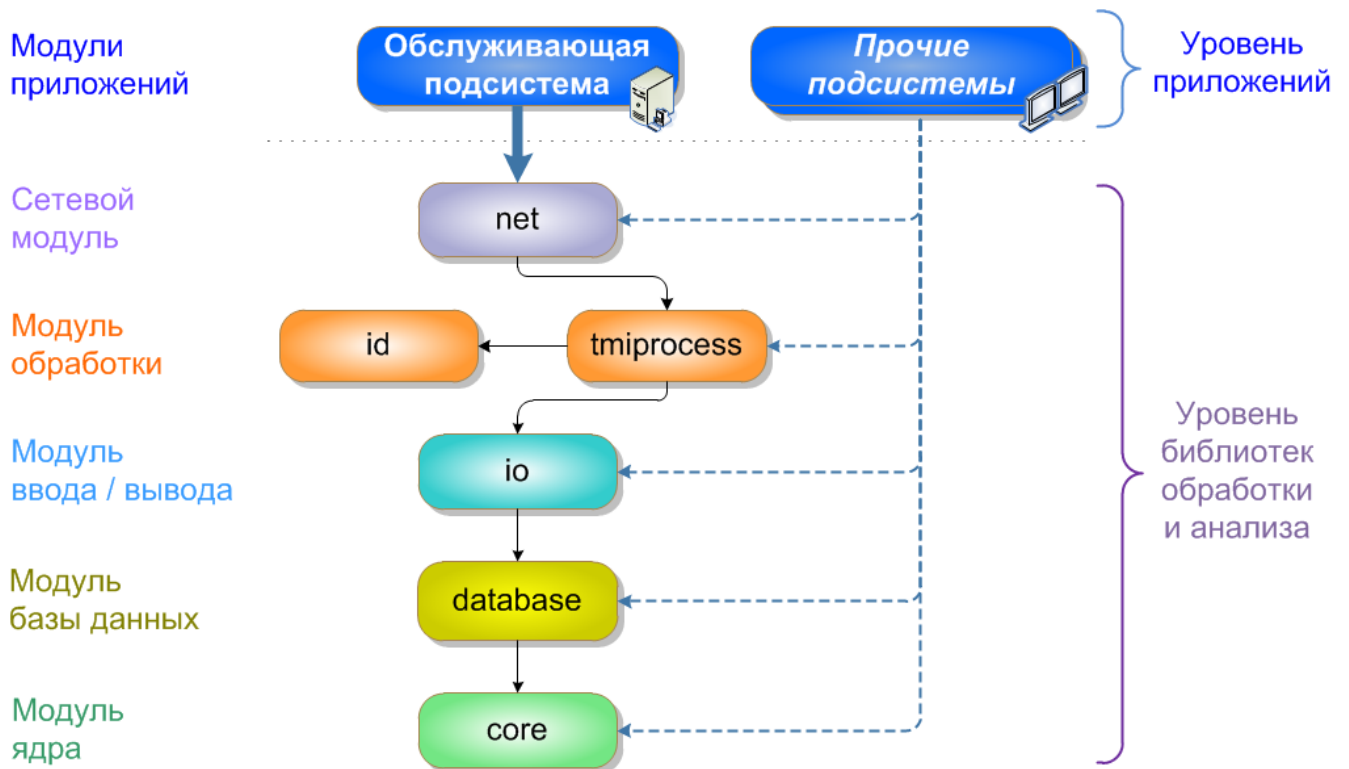 Модули
приложений
Обслуживающая
подсистема
Прочие
подсистемы
Уровень
приложений
Сетевой
модуль
net
Модуль
обработки
id
tmiprocess
Модуль
ввода / вывода
io
Уровень
библиотек
обработки
и анализа
Модуль
базы данных
database
Модуль
ядра
core